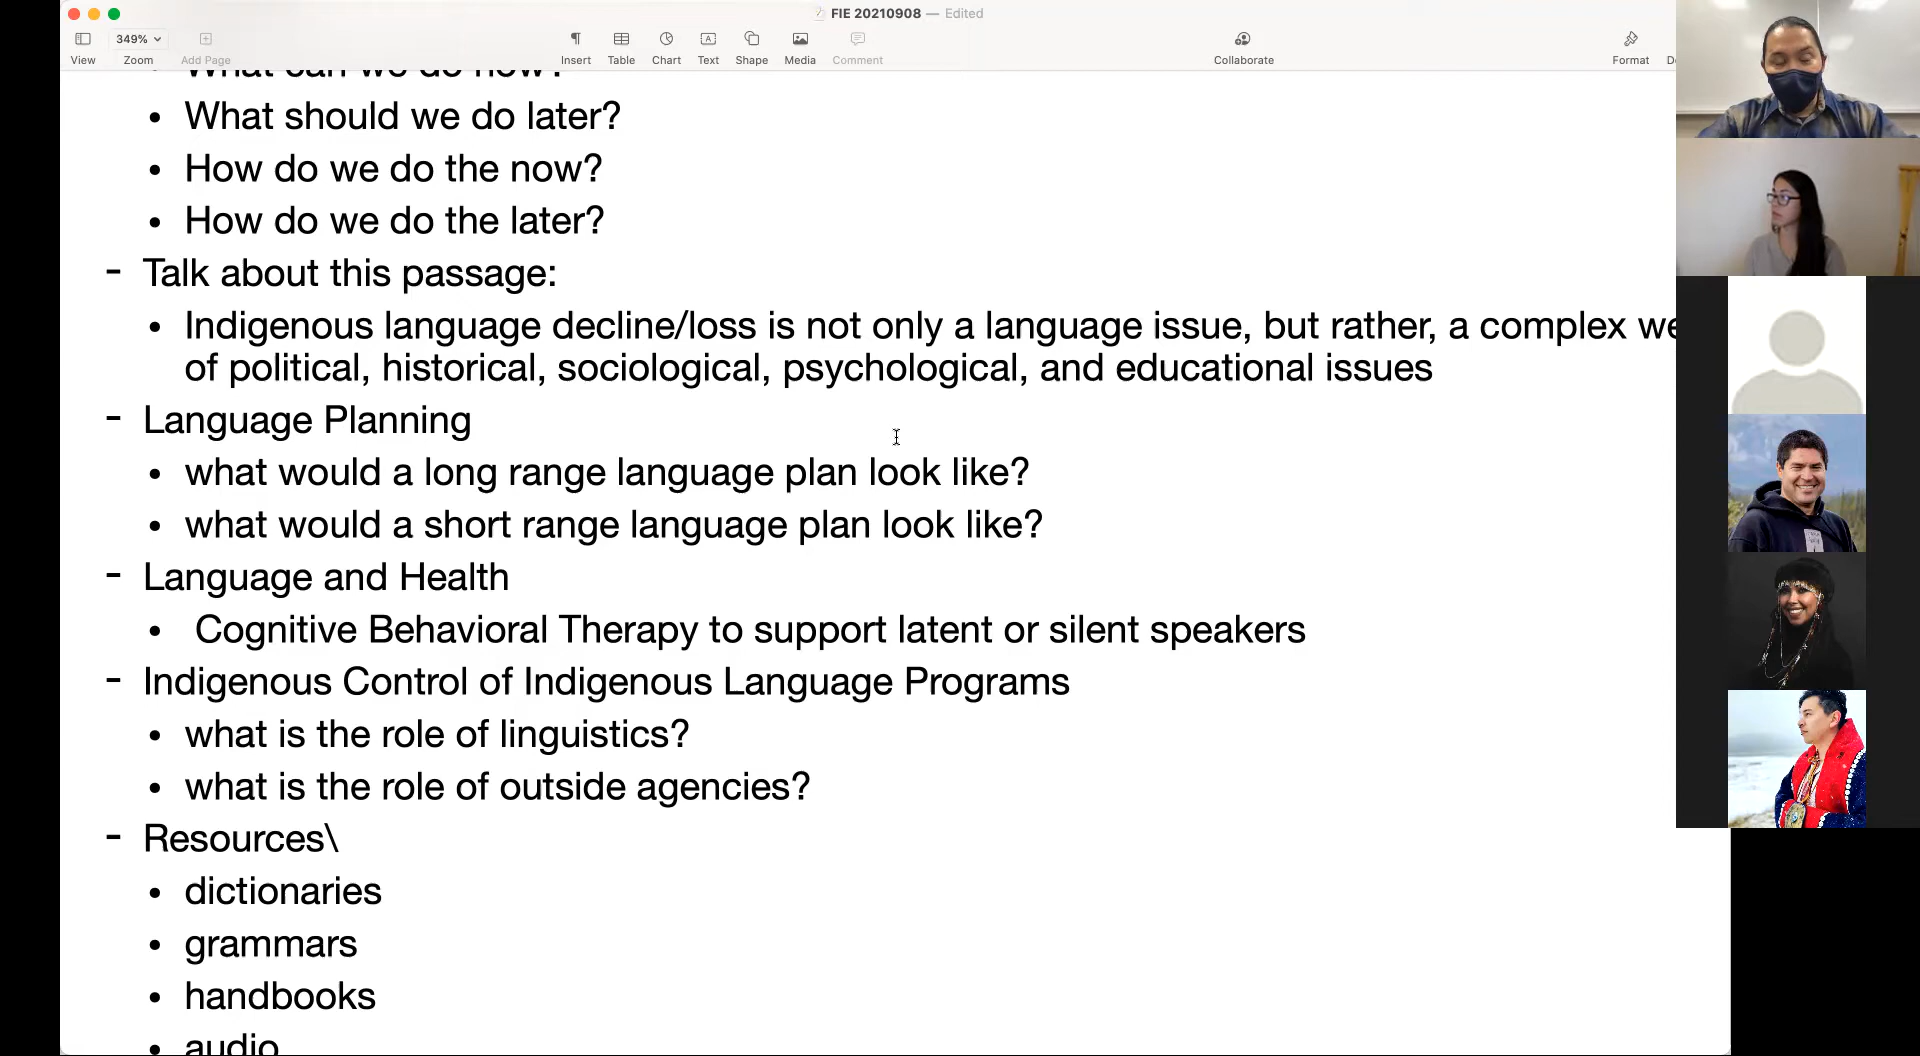 FIE 20210908 — Edited
349%
View
Zoom
Add Page
Insert
Table
Chart
Text
Shape
Media
Comment
Collaborate
Format
• What can we do now?
• What should we do later?
• How do we do the now?
• How do we do the later?
- Talk about this passage:
• Indigenous language decline/loss is not only a language issue, but rather, a complex
of political, historical, sociological, psychological, and educational issues
- Language Planning
• what would a long range language plan look like?
• what would a short range language plan look like?
- Language and Health
• Cognitive Behavioral Therapy to support latent or silent speakers
- Indigenous Control of Indigenous Language Programs
• what is the role of linguistics?
• what is the role of outside agencies?
- Resources\
• dictionaries
• grammars
• handbooks
• audio